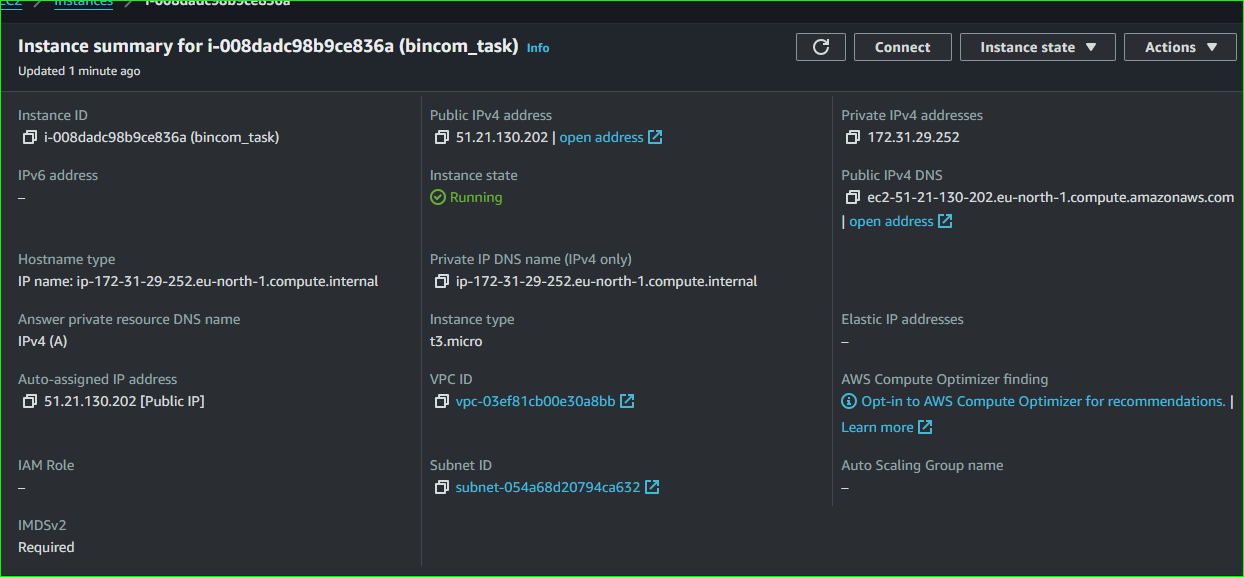 EC2 / Instances / i-008dadc98b9ce836a
Instance summary for i-008dadc98b9ce836a (bincom_task) Info
Updated 1 minute ago
Connect
Instance state
Actions
Instance ID
i-008dadc98b9ce836a (bincom_task)
Public IPv4 address
51.21.130.202 | open address
Private IPv4 addresses
172.31.29.252
IPv6 address
–
Instance state
Running
Public IPv4 DNS
ec2-51-21-130-202.eu-north-1.compute.amazonaws.com
| open address
Hostname type
IP name: ip-172-31-29-252.eu-north-1.compute.internal
Private IP DNS name (IPv4 only)
ip-172-31-29-252.eu-north-1.compute.internal
Answer private resource DNS name
IPv4 (A)
Instance type
t3.micro
Elastic IP addresses
–
Auto-assigned IP address
51.21.130.202 [Public IP]
VPC ID
vpc-03ef81cb00e30a8bb
AWS Compute Optimizer finding
Opt-in to AWS Compute Optimizer for recommendations. |
Learn more
IAM Role
–
Subnet ID
subnet-054a68d20794ca632
Auto Scaling Group name
–
IMDSv2
Required